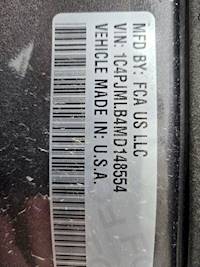 MFD BY: FCA US LLC
VIN: 1C4PJMLB4MD148554
VEHICLE MADE IN: U.S.A.